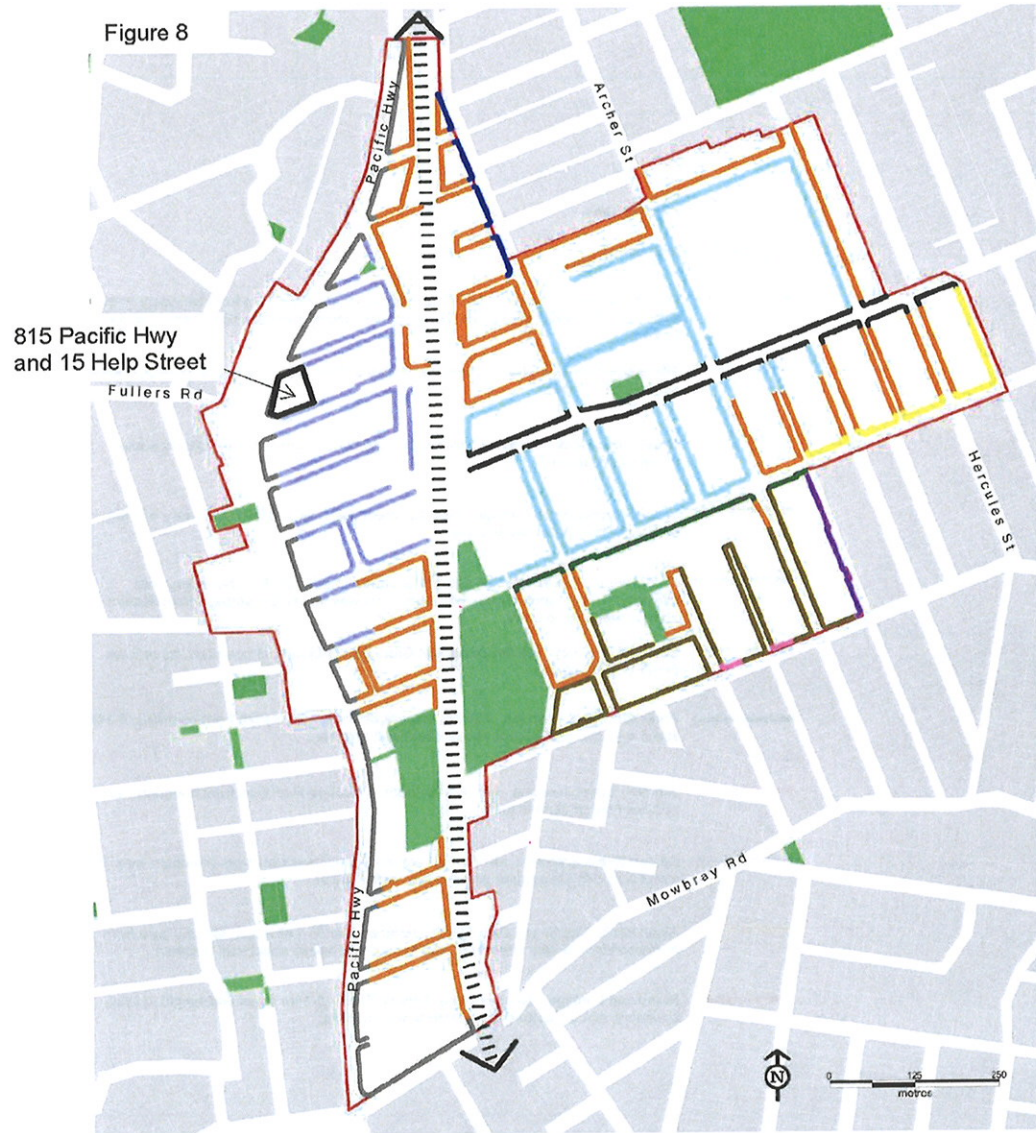 Figure 8
Pacific Hwy
Archer St
815 Pacific Hwy
and 15 Help Street
Fullers Rd
Hercules St
Mowbray Rd
Pacific Hwy
N
0 125 250
metres